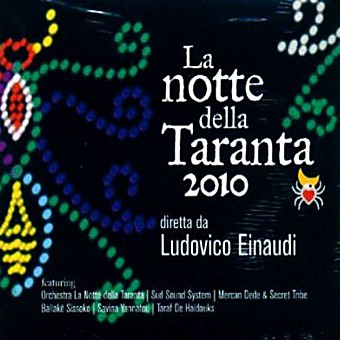 La
notte
della
Taranta
2010
diretta da
Ludovico Einaudi
featuring
Orchestra La Notte della Taranta | Sud Sound System | Mercan Dede & Secret Tribe
Ballaké Sissoko | Savina Yannatou | Taraf De Haïdouks